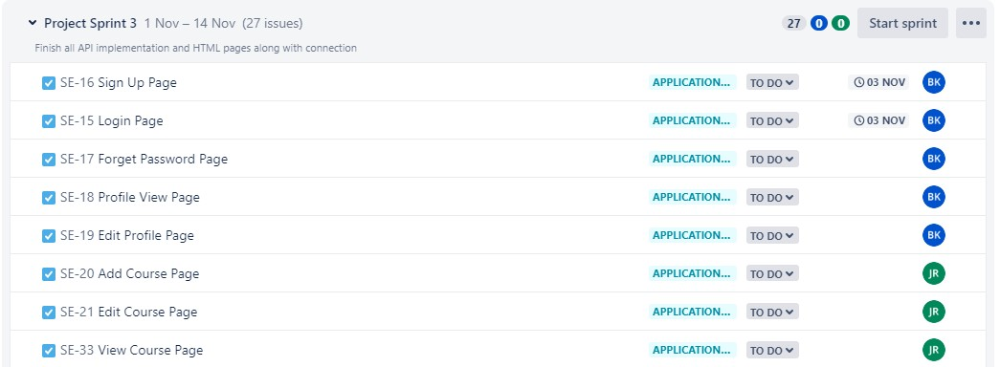 Project Sprint 3 1 Nov – 14 Nov (27 issues) 27 0 0 Start sprint
Finish all API implementation and HTML pages along with connection
SE-16 Sign Up Page APPLICATION... TO DO 03 NOV BK
SE-15 Login Page APPLICATION... TO DO 03 NOV BK
SE-17 Forget Password Page APPLICATION... TO DO BK
SE-18 Profile View Page APPLICATION... TO DO BK
SE-19 Edit Profile Page APPLICATION... TO DO BK
SE-20 Add Course Page APPLICATION... TO DO JR
SE-21 Edit Course Page APPLICATION... TO DO JR
SE-33 View Course Page APPLICATION... TO DO JR